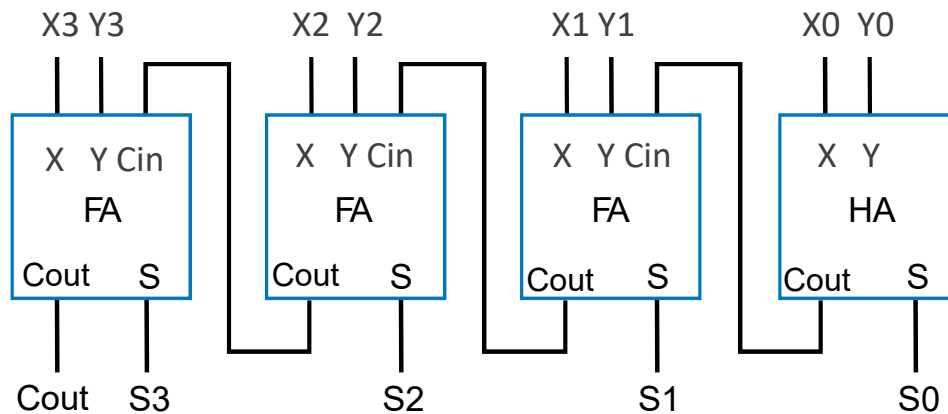 X3 Y3 X2 Y2 X1 Y1 X0 Y0
X Y Cin X Y Cin X Y Cin X Y
FA FA FA HA
Cout S Cout S Cout S Cout S
Cout S3 S2 S1 S0